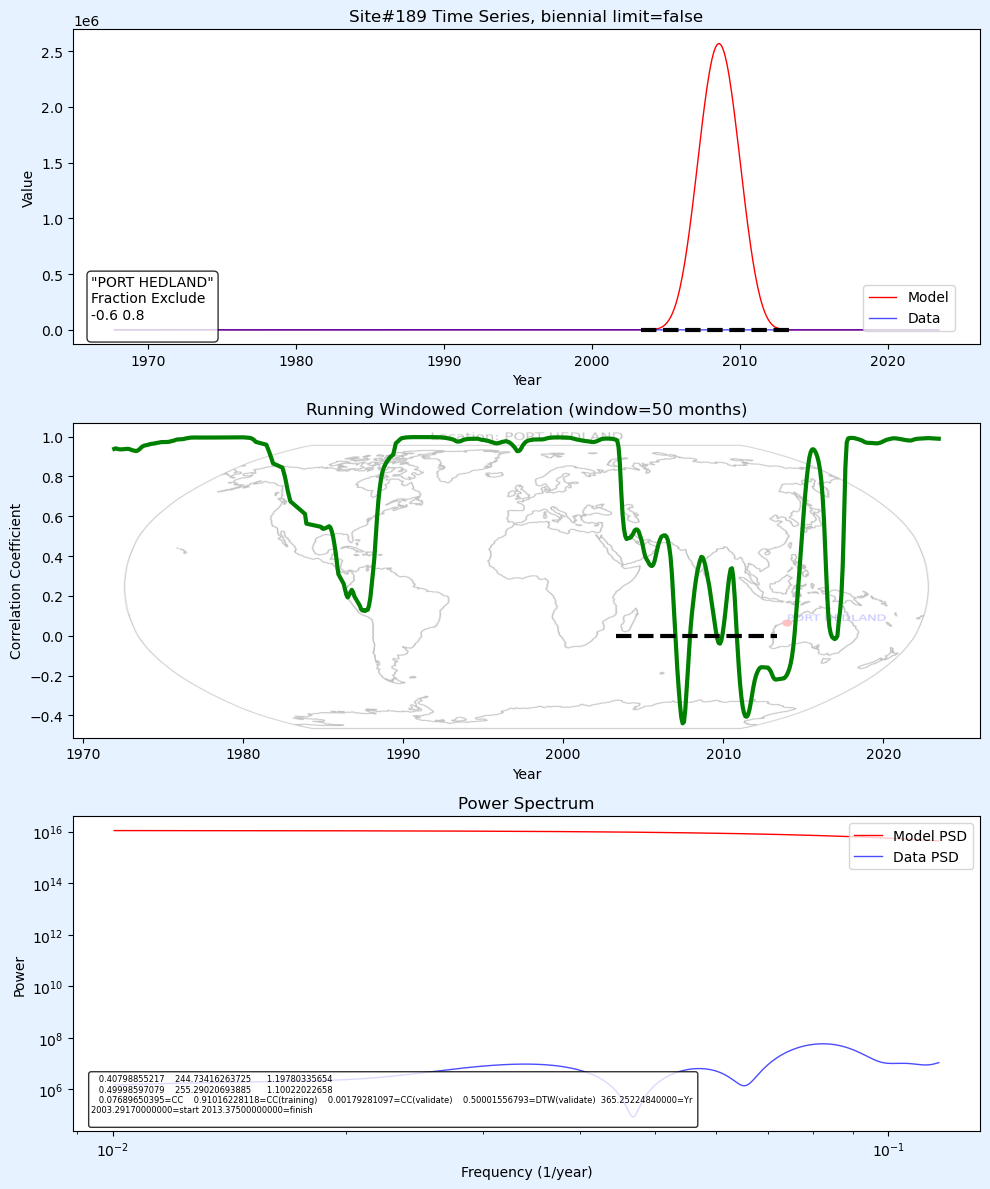 Site#189 Time Series, biennial limit=false
1e6
2.5
2.0
1.5
1.0
0.5
0.0
Value
"PORT HEDLAND"
Fraction Exclude
-0.6 0.8
Model
Data
1970
1980
1990
2000
2010
2020
Year
Running Windowed Correlation (window=50 months)
Location: PORT HEDLAND
1.0
0.8
0.6
0.4
0.2
0.0
−0.2
−0.4
Correlation Coefficient
PORT HEDLAND
1970
1980
1990
2000
2010
2020
Year
Power Spectrum
10^16
10^14
10^12
10^10
10^8
10^6
Power
Model PSD
Data PSD
0.40798855217 244.73416263725 1.19780335654
0.49998597079 255.29020693885 1.10022022658
0.07689650395=CC 0.91016228118=CC(training) 0.00179281097=CC(validate) 0.50001556793=DTW(validate) 365.25224840000=Yr
2003.29170000000=start 2013.37500000000=finish
10^−2
10^−1
Frequency (1/year)